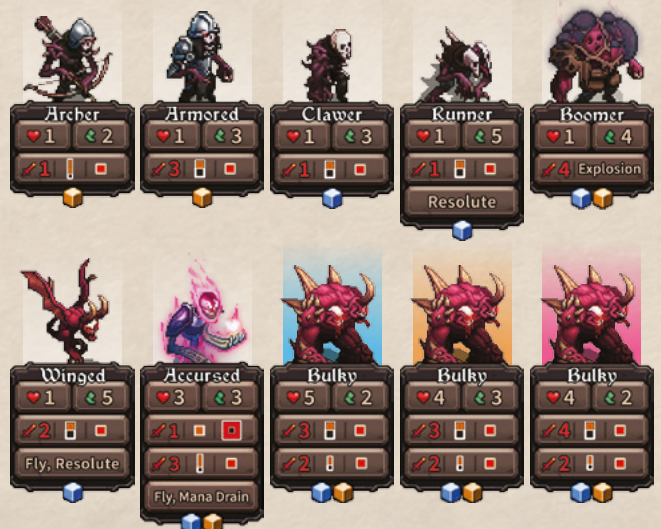 Archer
1 2
1
Armored
1 3
3
Clawer
1 3
1
Runner
1 5
1
Resolute
Boomer
1 4
4 Explosion
Winged
1 5
2
Fly, Resolute
Accursed
3 3
1
3
Fly, Mana Drain
Bulky
5 2
3
2
Bulky
4 3
3
2
Bulky
4 2
4
2